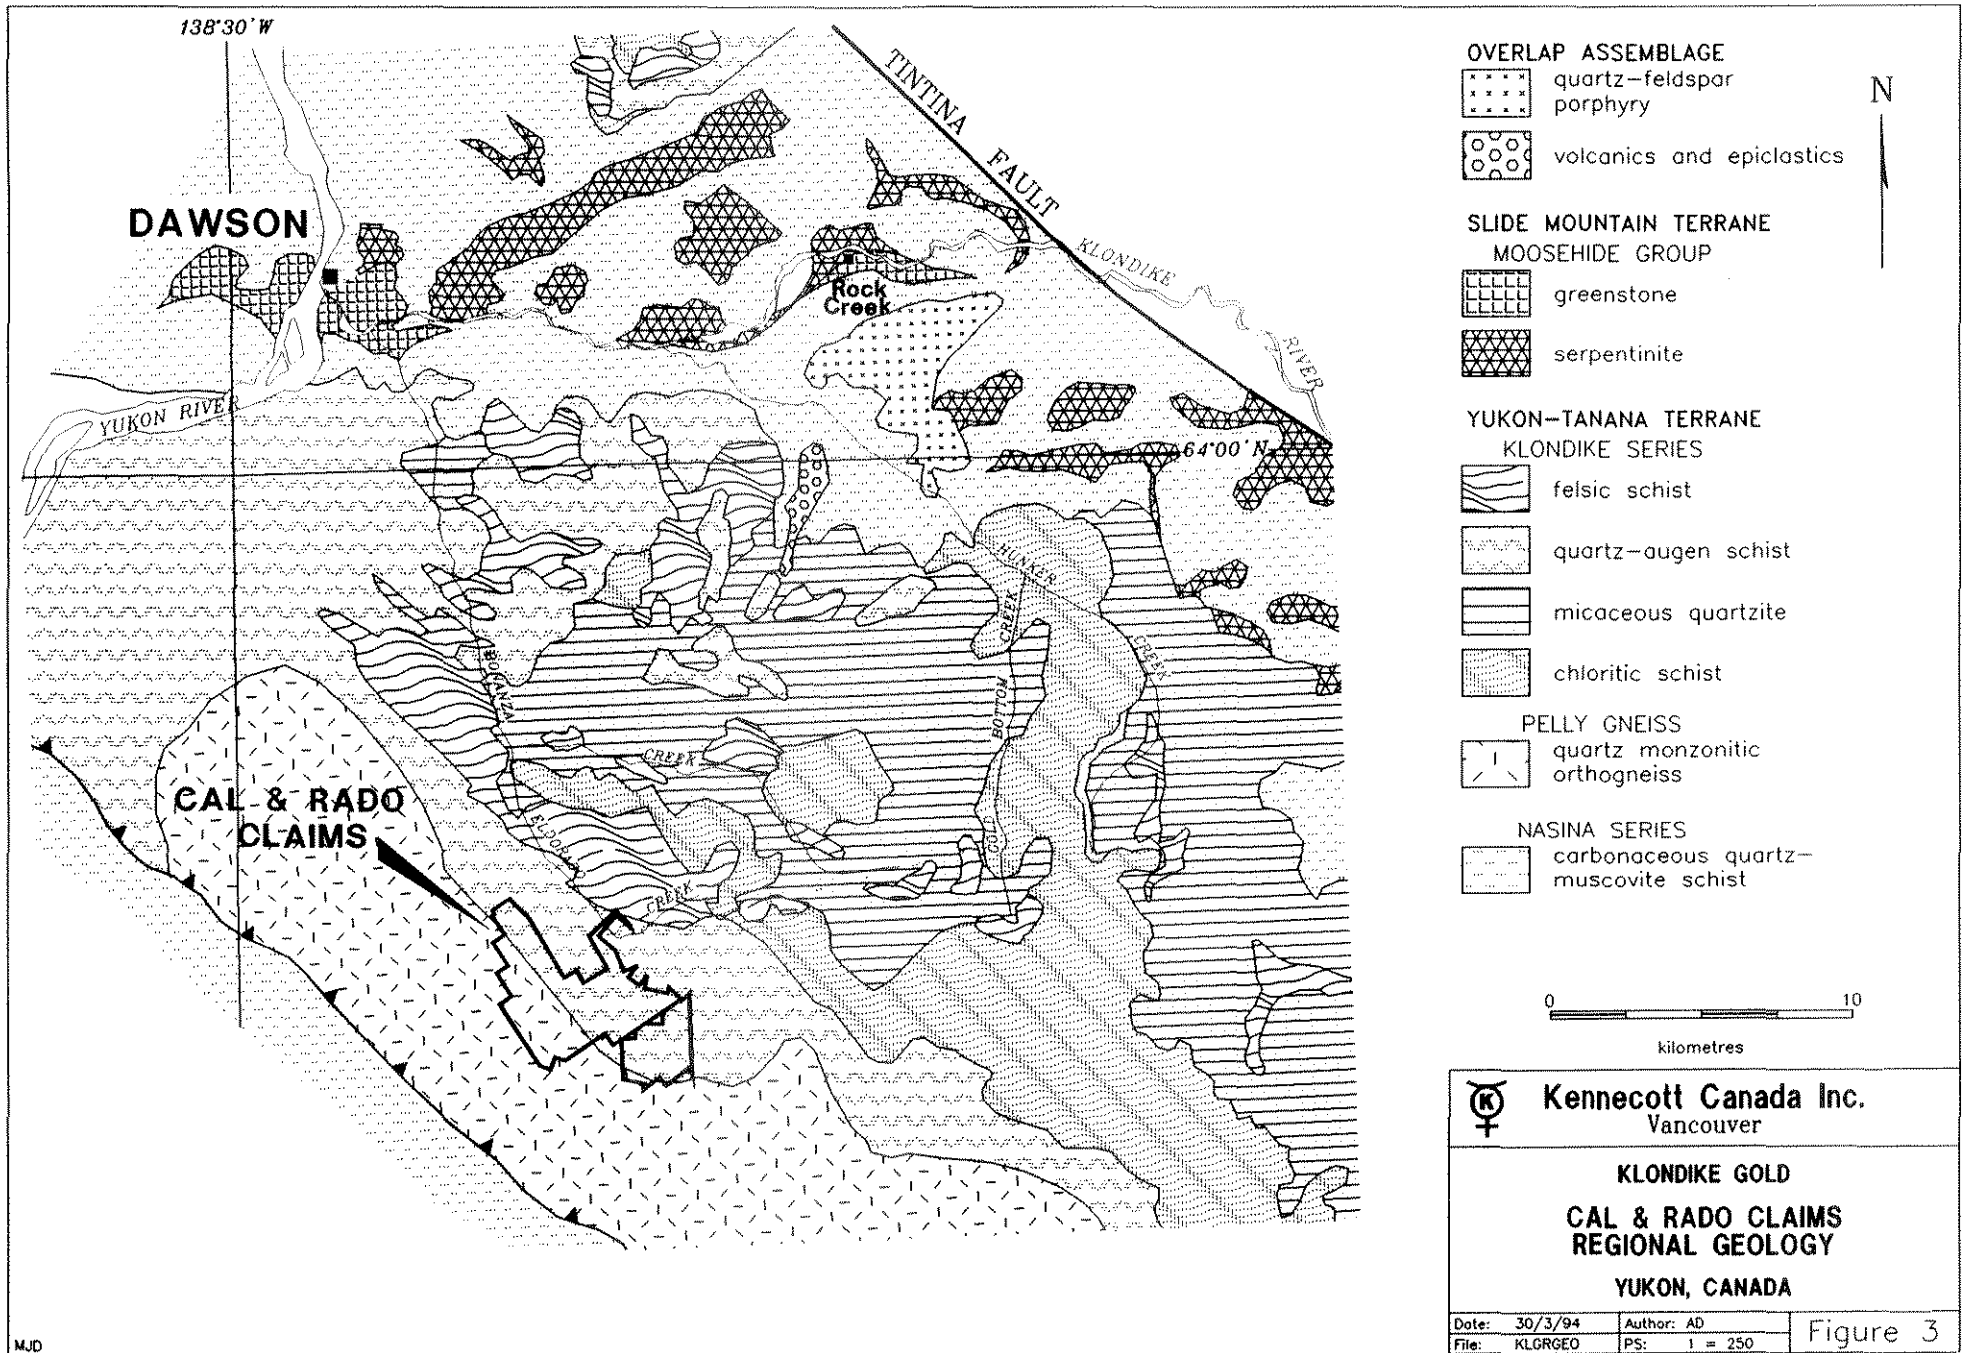 138°30'W
TINTINA
FAULT
DAWSON
KLONDIKE
RIVER
Rock
Creek
YUKON RIVER
64°00' N
HUNKER
CREEK
CREEK
BOTTOM
GOLD
BONANZA
CREEK
ELDORADO
CREEK
CAL & RADO
CLAIMS
OVERLAP ASSEMBLAGE
quartz-feldspar
porphyry
volcanics and epiclastics
SLIDE MOUNTAIN TERRANE
MOOSEHIDE GROUP
greenstone
serpentinite
YUKON-TANANA TERRANE
KLONDIKE SERIES
felsic schist
quartz-augen schist
micaceous quartzite
chloritic schist
PELLY GNEISS
quartz monzonitic
orthogneiss
NASINA SERIES
carbonaceous quartz-
muscovite schist
N
0 10
kilometres
K
Kennecott Canada Inc.
Vancouver
KLONDIKE GOLD
CAL & RADO CLAIMS
REGIONAL GEOLOGY
YUKON, CANADA
Date: 30/3/94 Author: AD
File: KLGRGEO PS: 1 = 250
Figure 3
MJD